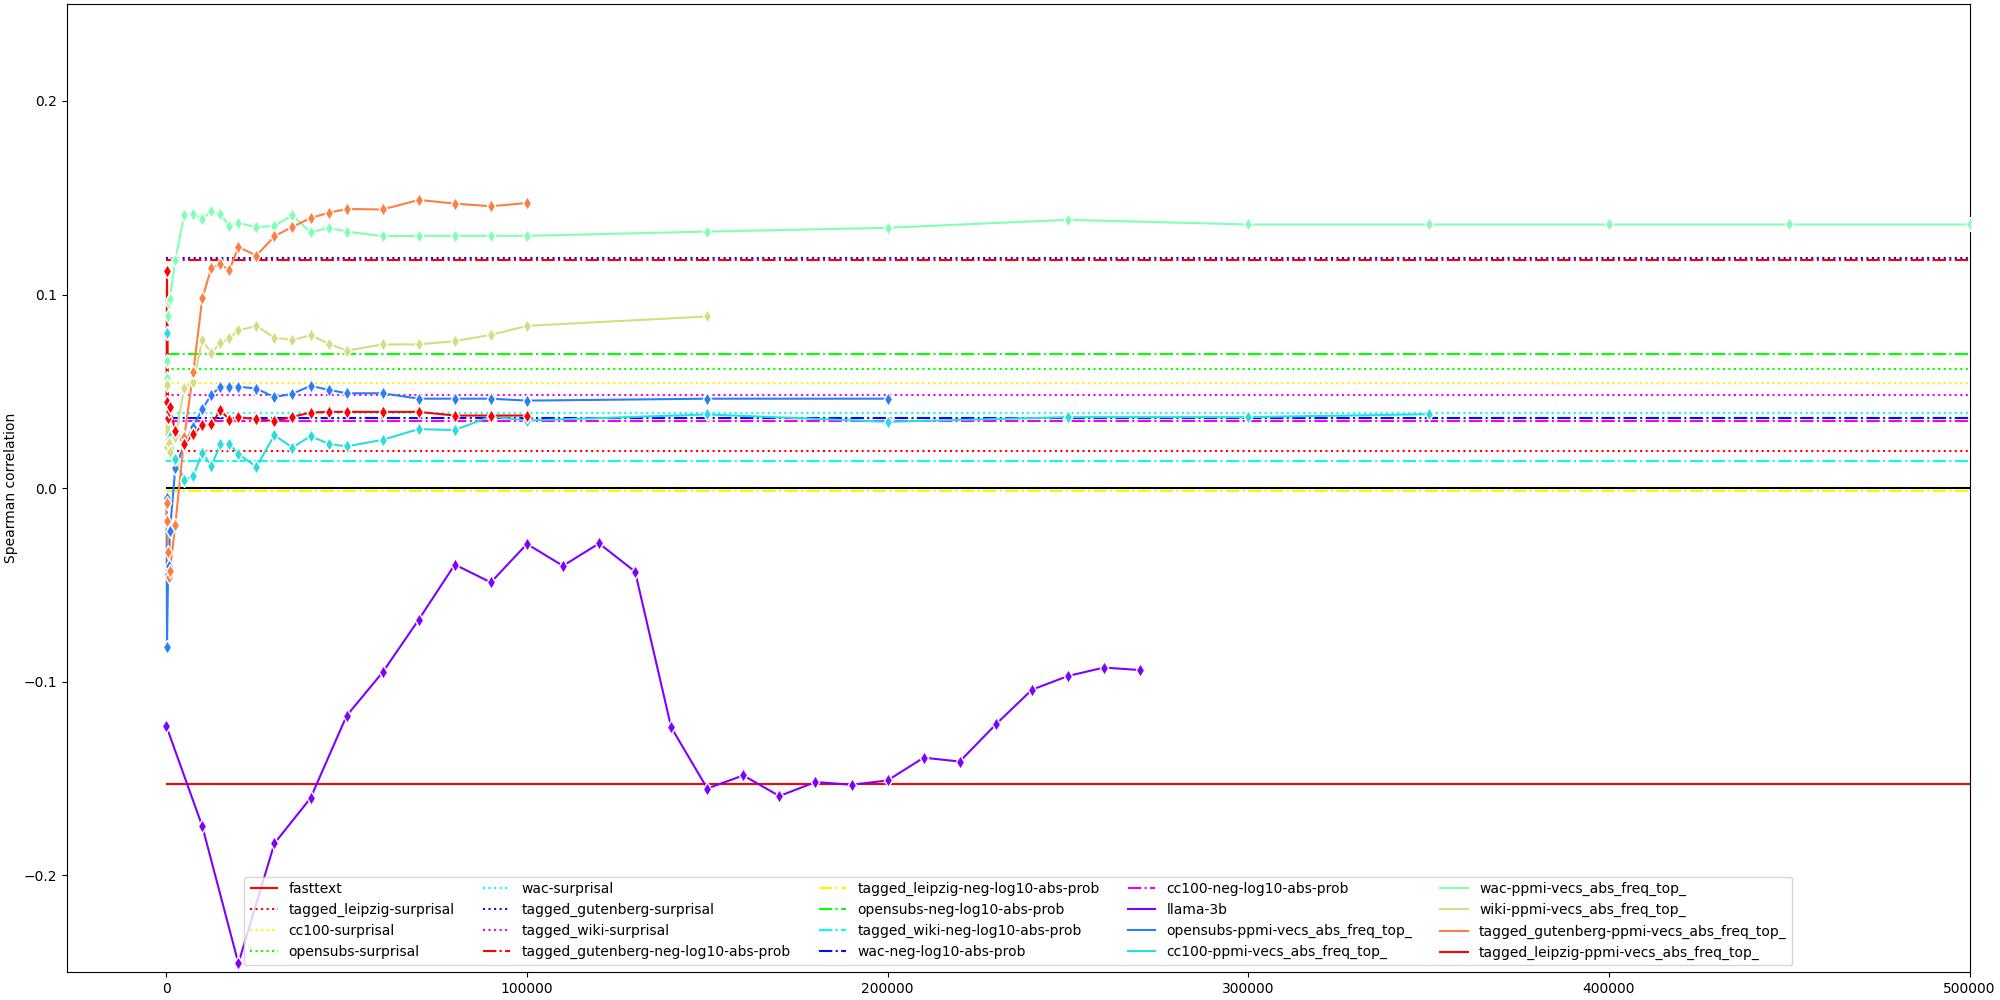 0.2
0.1
0.0
−0.1
−0.2
Spearman correlation
fasttext
tagged_leipzig-surprisal
cc100-surprisal
opensubs-surprisal
wac-surprisal
tagged_gutenberg-surprisal
tagged_wiki-surprisal
tagged_gutenberg-neg-log10-abs-prob
tagged_leipzig-neg-log10-abs-prob
opensubs-neg-log10-abs-prob
tagged_wiki-neg-log10-abs-prob
wac-neg-log10-abs-prob
cc100-neg-log10-abs-prob
llama-3b
opensubs-ppmi-vecs_abs_freq_top_
cc100-ppmi-vecs_abs_freq_top_
wac-ppmi-vecs_abs_freq_top_
wiki-ppmi-vecs_abs_freq_top_
tagged_gutenberg-ppmi-vecs_abs_freq_top_
tagged_leipzig-ppmi-vecs_abs_freq_top_
0 100000 200000 300000 400000 500000